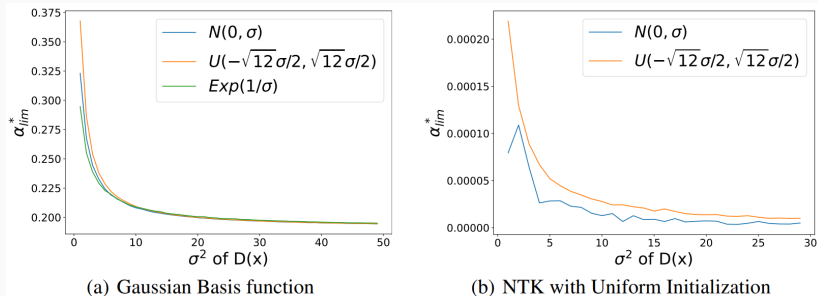 0.375
0.350
0.325
0.300
0.275
0.250
0.225
0.200
α*lim
N(0, σ)
U(−√12σ/2, √12σ/2)
Exp(1/σ)
0 10 20 30 40 50
σ² of D(x)
(a) Gaussian Basis function
0.00020
0.00015
0.00010
0.00005
0.00000
α*lim
N(0, σ)
U(−√12σ/2, √12σ/2)
0 5 10 15 20 25 30
σ² of D(x)
(b) NTK with Uniform Initialization